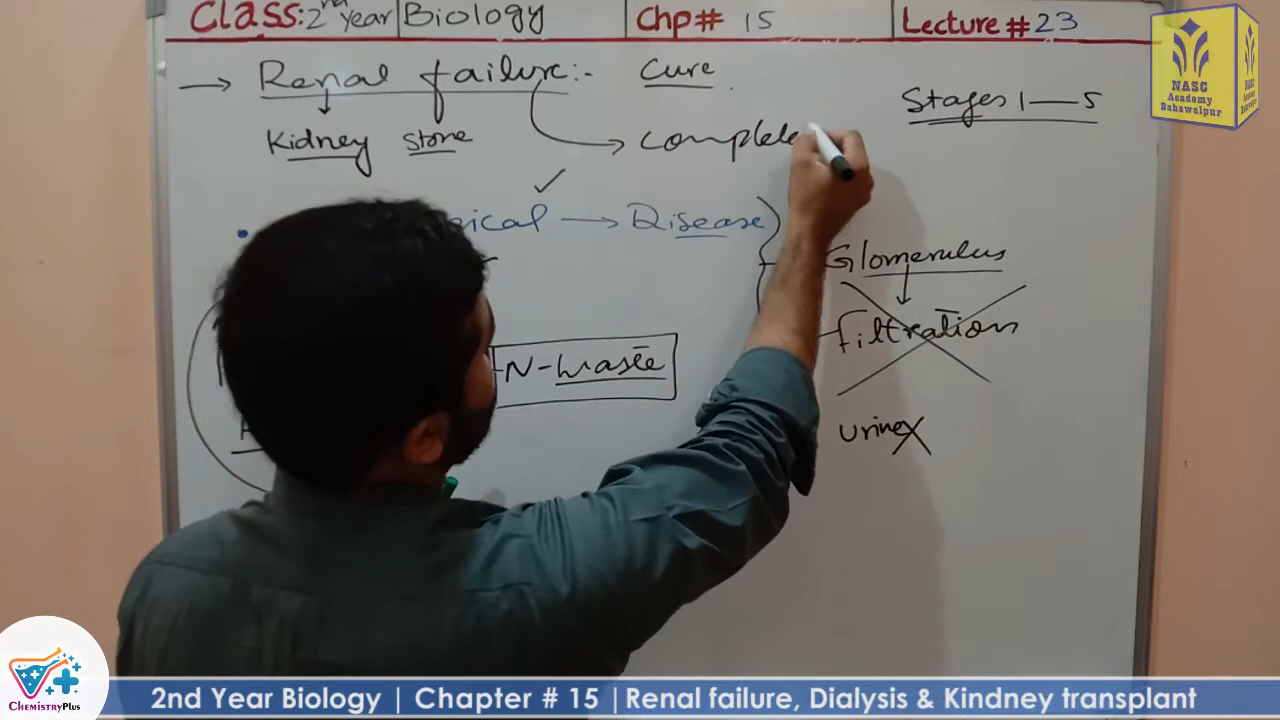 Class: 2nd Year Biology Chp# 15 Lecture # 23
→ Renal failure:- Cure
Stages 1—5
Kidney stone → Complete
ical → Disease
Glomerulus
filtration
N-Waste
Urine
NASC
Academy
Bahawalpur
ChemistryPlus
2nd Year Biology | Chapter # 15 | Renal failure, Dialysis & Kindney transplant